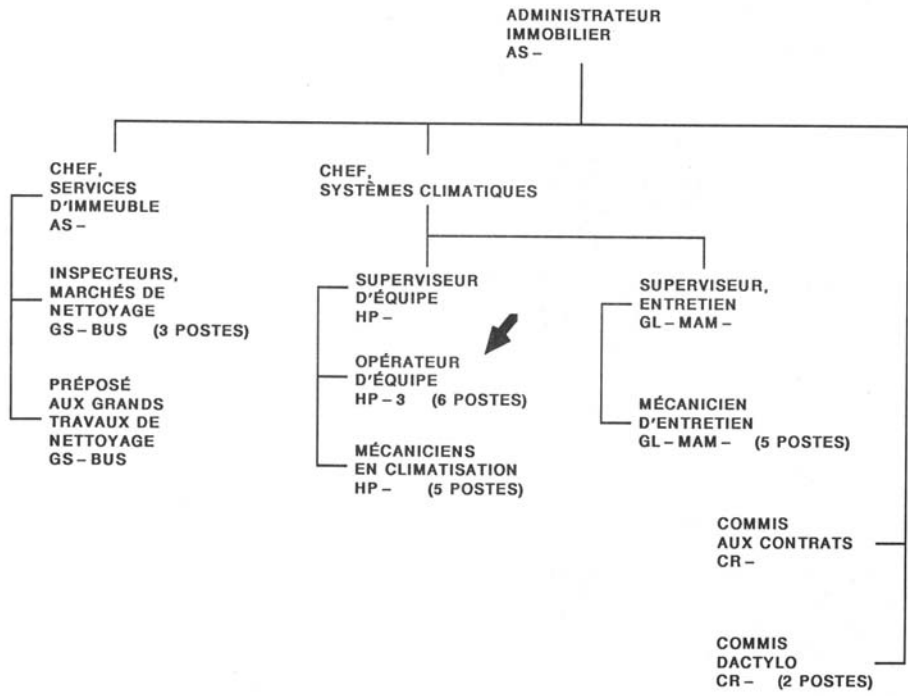 ADMINISTRATEUR
IMMOBILIER
AS –
CHEF,
SERVICES
D'IMMEUBLE
AS –
INSPECTEURS,
MARCHÉS DE
NETTOYAGE
GS – BUS (3 POSTES)
PRÉPOSÉ
AUX GRANDS
TRAVAUX DE
NETTOYAGE
GS – BUS
CHEF,
SYSTÈMES CLIMATIQUES
SUPERVISEUR
D'ÉQUIPE
HP –
OPÉRATEUR
D'ÉQUIPE
HP – 3 (6 POSTES)
MÉCANICIENS
EN CLIMATISATION
HP – (5 POSTES)
SUPERVISEUR,
ENTRETIEN
GL – MAM –
MÉCANICIEN
D'ENTRETIEN
GL – MAM – (5 POSTES)
COMMIS
AUX CONTRATS
CR –
COMMIS
DACTYLO
CR – (2 POSTES)